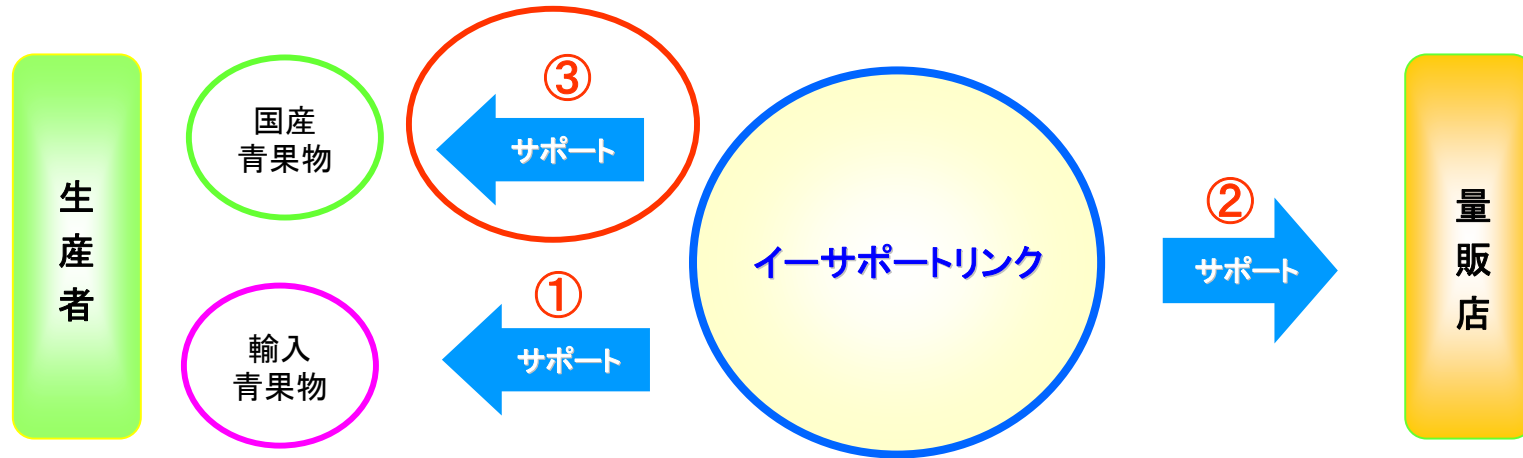 生産者
国産
青果物
③
サポート
輸入
青果物
①
サポート
イーサポートリンク
②
サポート
量販店